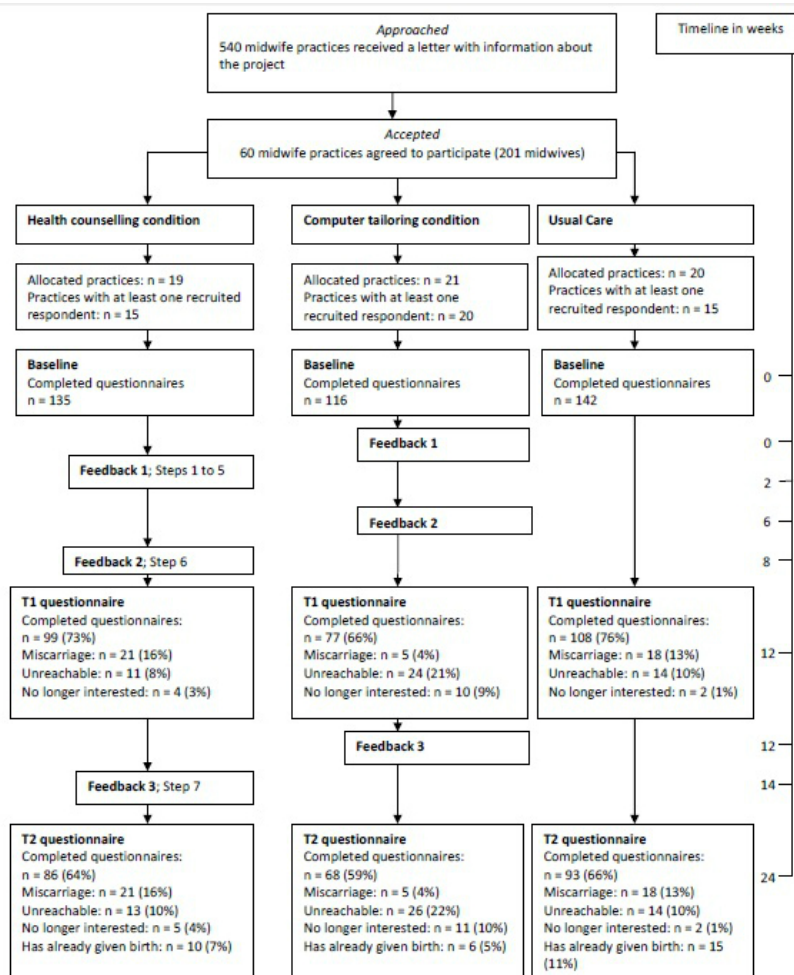 Approached
540 midwife practices received a letter with information about
the project
Timeline in weeks
Accepted
60 midwife practices agreed to participate (201 midwives)
Health counselling condition
Computer tailoring condition
Usual Care
Allocated practices: n = 19
Practices with at least one recruited
respondent: n = 15
Allocated practices: n = 21
Practices with at least one
recruited respondent: n = 20
Allocated practices: n = 20
Practices with at least one
recruited respondent: n = 15
Baseline
Completed questionnaires
n = 135
Baseline
Completed questionnaires
n = 116
Baseline
Completed questionnaires
n = 142
0
Feedback 1
0
Feedback 1; Steps 1 to 5
2
Feedback 2
6
Feedback 2; Step 6
8
T1 questionnaire
Completed questionnaires:
n = 99 (73%)
Miscarriage: n = 21 (16%)
Unreachable: n = 11 (8%)
No longer interested: n = 4 (3%)
T1 questionnaire
Completed questionnaires:
n = 77 (66%)
Miscarriage: n = 5 (4%)
Unreachable: n = 24 (21%)
No longer interested: n = 10 (9%)
T1 questionnaire
Completed questionnaires:
n = 108 (76%)
Miscarriage: n = 18 (13%)
Unreachable: n = 14 (10%)
No longer interested: n = 2 (1%)
12
Feedback 3
12
Feedback 3; Step 7
14
T2 questionnaire
Completed questionnaires:
n = 86 (64%)
Miscarriage: n = 21 (16%)
Unreachable: n = 13 (10%)
No longer interested: n = 5 (4%)
Has already given birth: n = 10 (7%)
T2 questionnaire
Completed questionnaires:
n = 68 (59%)
Miscarriage: n = 5 (4%)
Unreachable: n = 26 (22%)
No longer interested: n = 11 (10%)
Has already given birth: n = 6 (5%)
T2 questionnaire
Completed questionnaires:
n = 93 (66%)
Miscarriage: n = 18 (13%)
Unreachable: n = 14 (10%)
No longer interested: n = 2 (1%)
Has already given birth: n = 15
(11%)
24